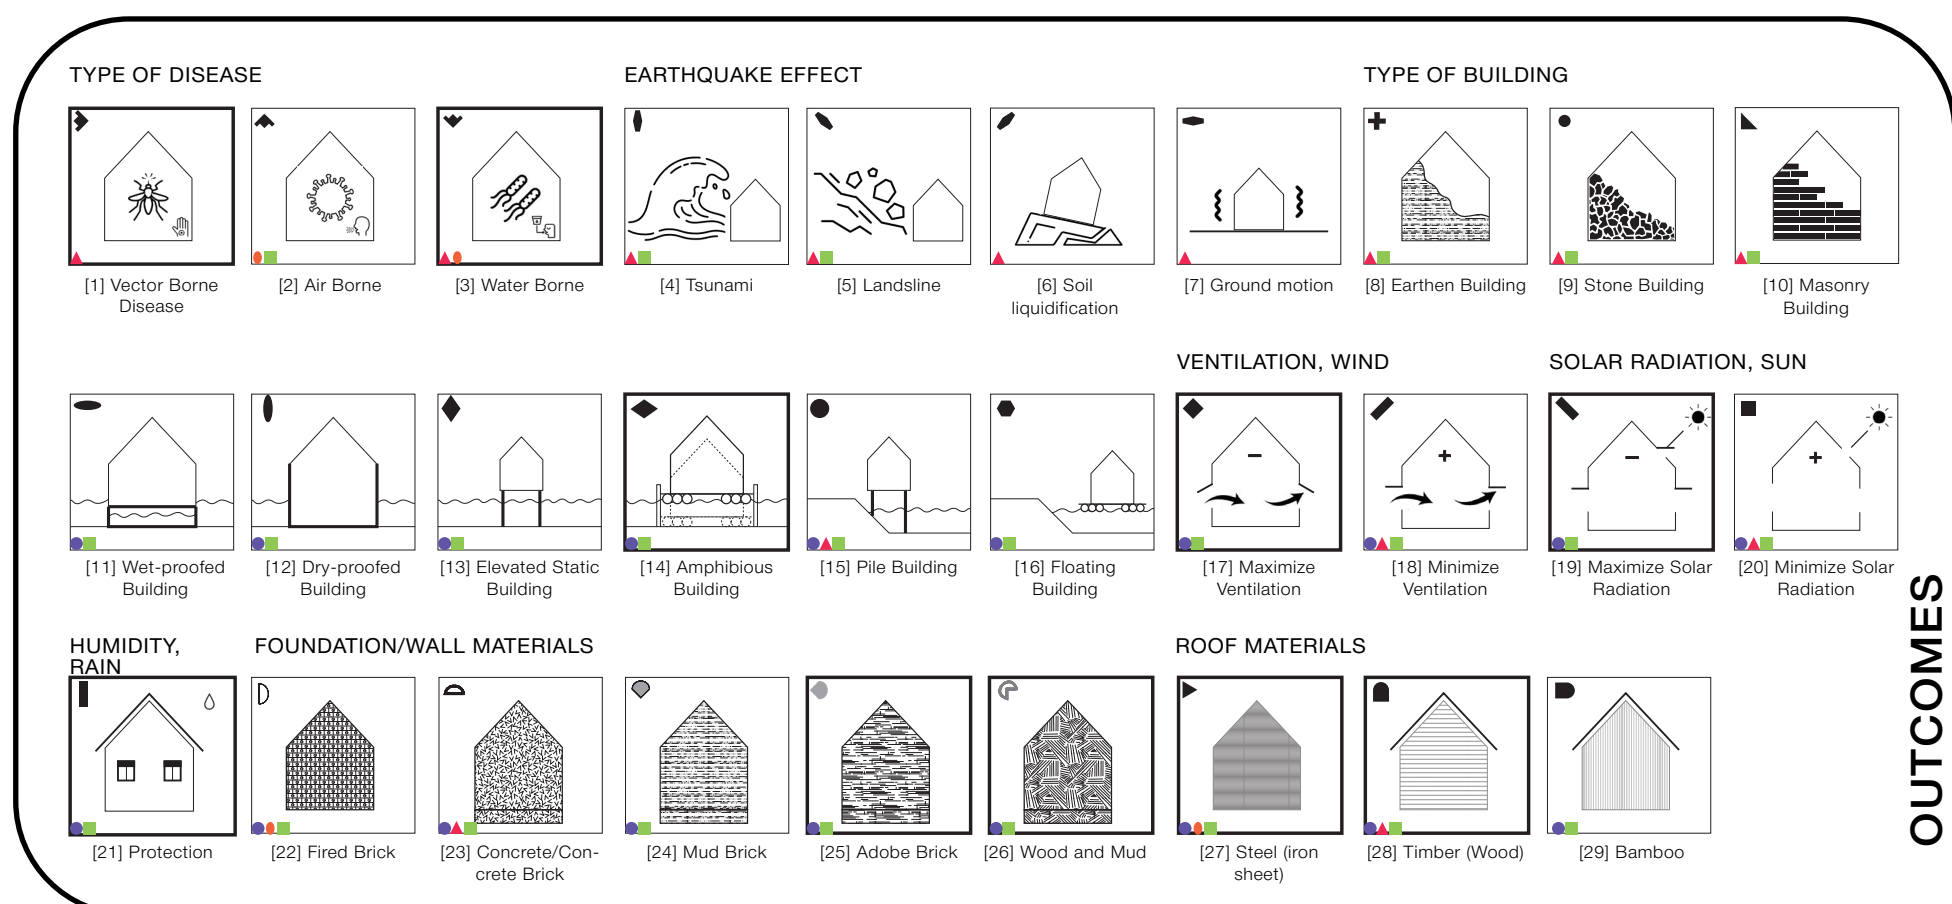 TYPE OF DISEASE
EARTHQUAKE EFFECT
TYPE OF BUILDING
[1] Vector Borne
Disease
[2] Air Borne
[3] Water Borne
[4] Tsunami
[5] Landsline
[6] Soil
liquidification
[7] Ground motion
[8] Earthen Building
[9] Stone Building
[10] Masonry
Building
VENTILATION, WIND
SOLAR RADIATION, SUN
[11] Wet-proofed
Building
[12] Dry-proofed
Building
[13] Elevated Static
Building
[14] Amphibious
Building
[15] Pile Building
[16] Floating
Building
−
[17] Maximize
Ventilation
+
[18] Minimize
Ventilation
−
[19] Maximize Solar
Radiation
+
[20] Minimize Solar
Radiation
HUMIDITY,
RAIN
FOUNDATION/WALL MATERIALS
ROOF MATERIALS
[21] Protection
[22] Fired Brick
[23] Concrete/Con-
crete Brick
[24] Mud Brick
[25] Adobe Brick
[26] Wood and Mud
[27] Steel (iron
sheet)
[28] Timber (Wood)
[29] Bamboo
OUTCOMES